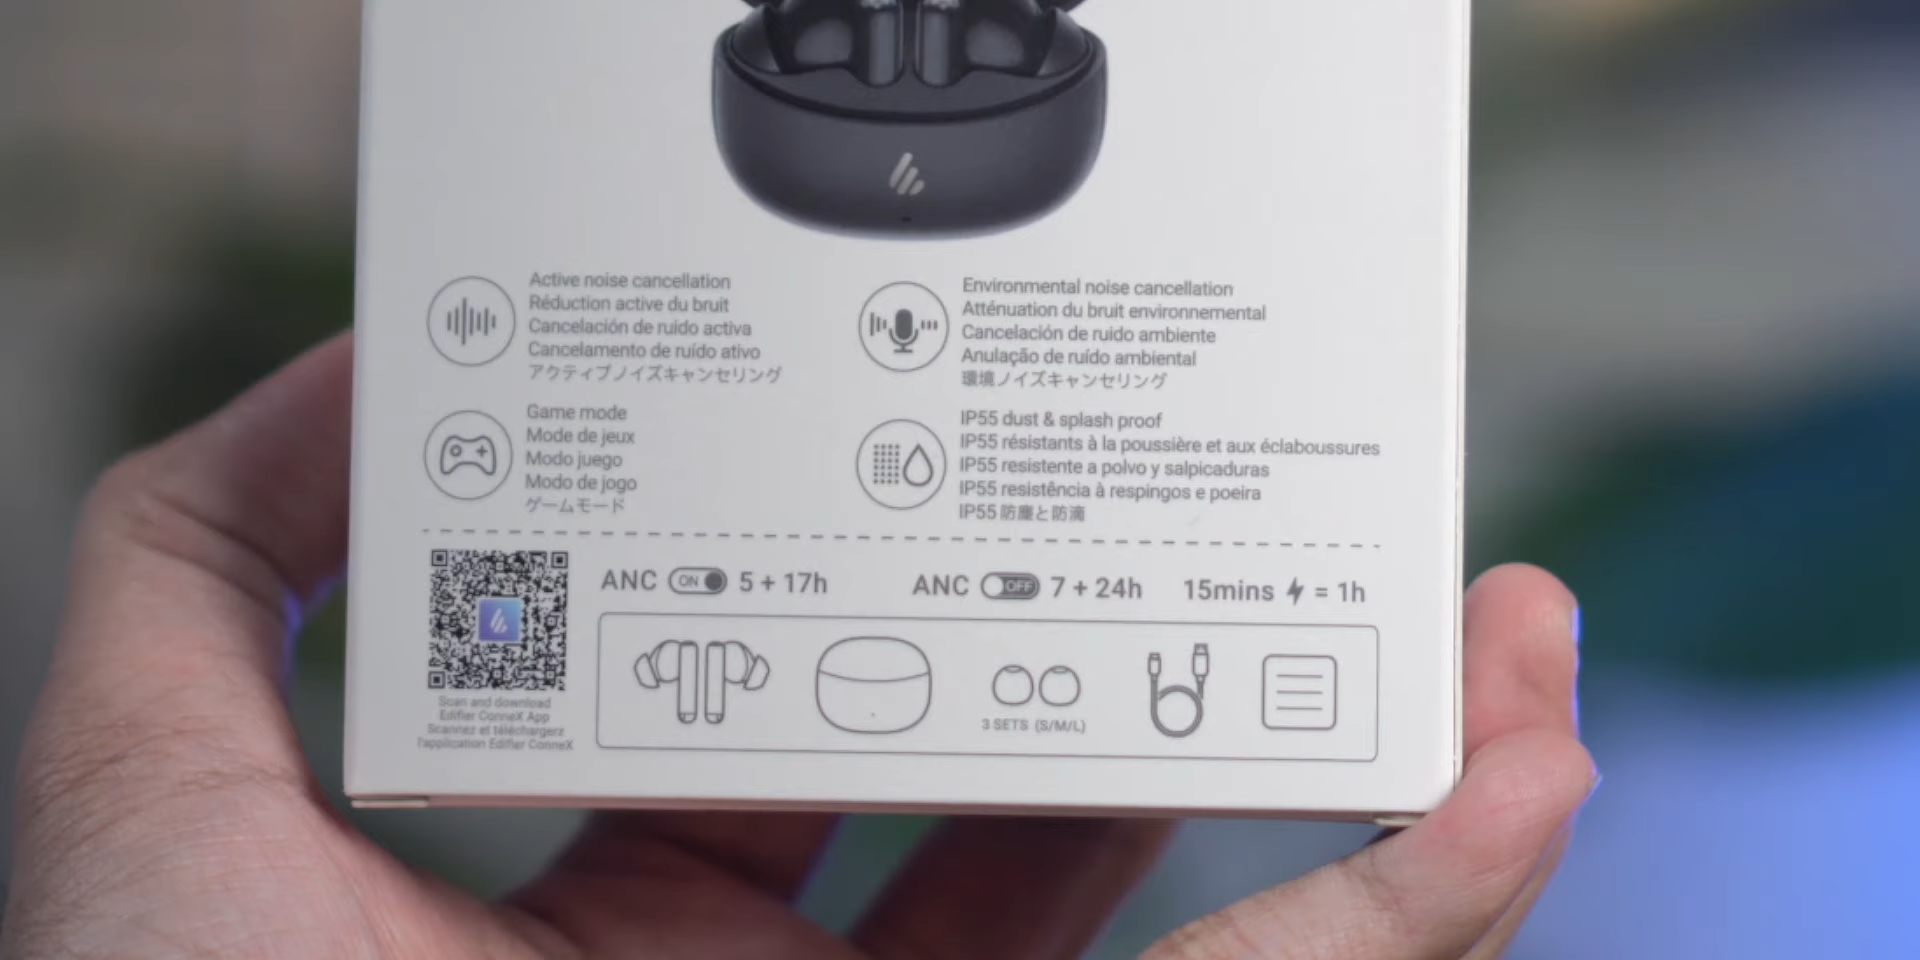 Active noise cancellation
Réduction active du bruit
Cancelación de ruido activa
Cancelamento de ruído ativo
アクティブノイズキャンセリング
Environmental noise cancellation
Atténuation du bruit environnemental
Cancelación de ruido ambiente
Anulação de ruído ambiental
環境ノイズキャンセリング
Game mode
Mode de jeux
Modo juego
Modo de jogo
ゲームモード
IP55 dust & splash proof
IP55 résistants à la poussière et aux éclaboussures
IP55 resistente a polvo y salpicaduras
IP55 resistência à respingos e poeira
IP55 防塵と防滴
ANC ON 5 + 17h
ANC OFF 7 + 24h
15mins = 1h
Scan and download
Edifier ConneX App
Scannez et téléchargerz
l'application Edifier ConneX
3 SETS (S/M/L)